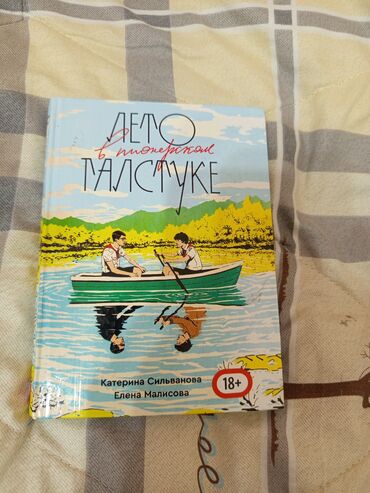 ЛЕТО
в пионерском
ГАЛСТУКЕ
Катерина Сильванова
Елена Малисова
18+